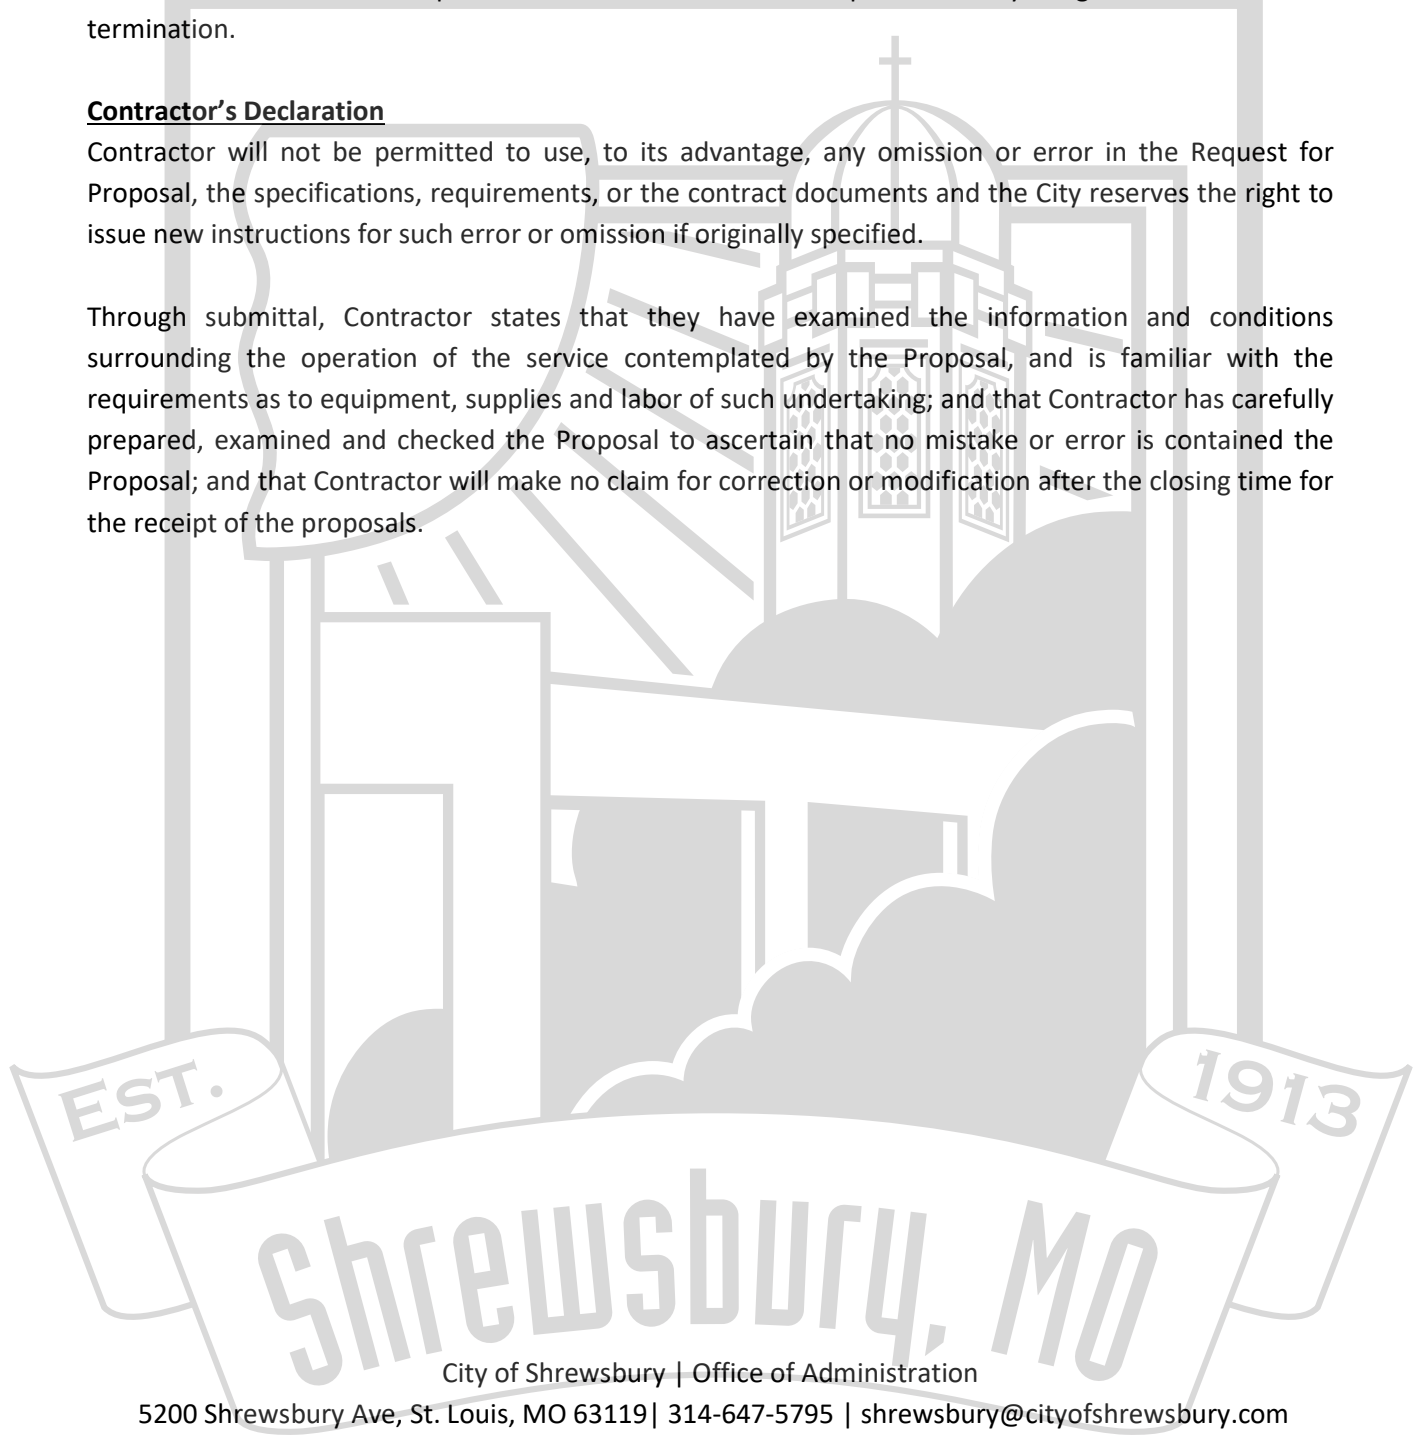 termination.
Contractor’s Declaration
Contractor will not be permitted to use, to its advantage, any omission or error in the Request for
Proposal, the specifications, requirements, or the contract documents and the City reserves the right to
issue new instructions for such error or omission if originally specified.
Through submittal, Contractor states that they have examined the information and conditions
surrounding the operation of the service contemplated by the Proposal, and is familiar with the
requirements as to equipment, supplies and labor of such undertaking; and that Contractor has carefully
prepared, examined and checked the Proposal to ascertain that no mistake or error is contained the
Proposal; and that Contractor will make no claim for correction or modification after the closing time for
the receipt of the proposals.
EST.
1913
Shrewsbury, MO
City of Shrewsbury | Office of Administration
5200 Shrewsbury Ave, St. Louis, MO 63119| 314-647-5795 | shrewsbury@cityofshrewsbury.com